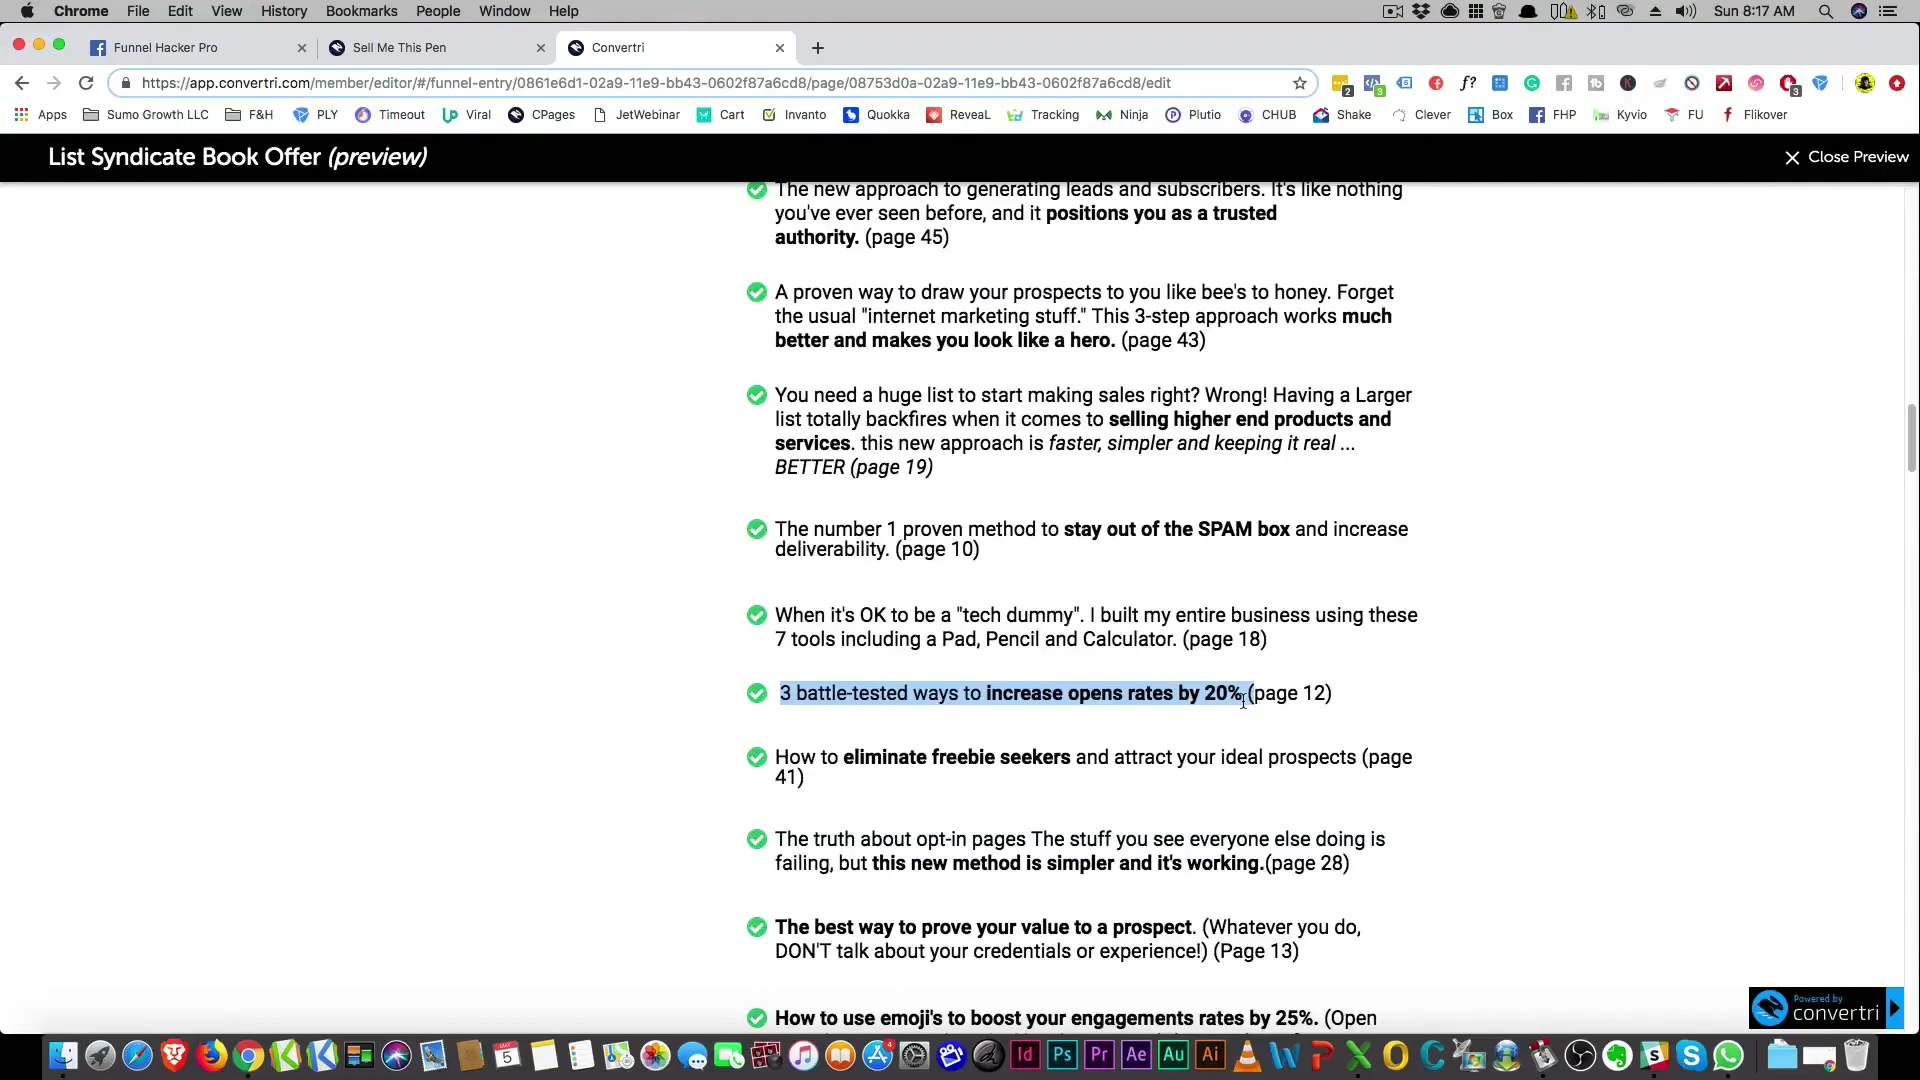 Chrome File Edit View History Bookmarks People Window Help Sun 8:17 AM
Funnel Hacker Pro Sell Me This Pen Convertri
https://app.convertri.com/member/editor/#/funnel-entry/0861e6d1-02a9-11e9-bb43-0602f87a6cd8/page/08753d0a-02a9-11e9-bb43-0602f87a6cd8/edit
Apps Sumo Growth LLC F&H PLY Timeout Viral CPages JetWebinar Cart Invanto Quokka ReveaL Tracking Ninja Plutio CHUB Shake Clever Box FHP Kyvio FU Flikover
List Syndicate Book Offer (preview) Close Preview
The new approach to generating leads and subscribers. It's like nothing
you've ever seen before, and it positions you as a trusted
authority. (page 45)
A proven way to draw your prospects to you like bee's to honey. Forget
the usual "internet marketing stuff." This 3-step approach works much
better and makes you look like a hero. (page 43)
You need a huge list to start making sales right? Wrong! Having a Larger
list totally backfires when it comes to selling higher end products and
services. this new approach is faster, simpler and keeping it real ...
BETTER (page 19)
The number 1 proven method to stay out of the SPAM box and increase
deliverability. (page 10)
When it's OK to be a "tech dummy". I built my entire business using these
7 tools including a Pad, Pencil and Calculator. (page 18)
3 battle-tested ways to increase opens rates by 20%. (page 12)
How to eliminate freebie seekers and attract your ideal prospects (page
41)
The truth about opt-in pages The stuff you see everyone else doing is
failing, but this new method is simpler and it's working.(page 28)
The best way to prove your value to a prospect. (Whatever you do,
DON'T talk about your credentials or experience!) (Page 13)
How to use emoji's to boost your engagements rates by 25%. (Open
Powered by
convertri
Id Ps Pr Ae Au Ai